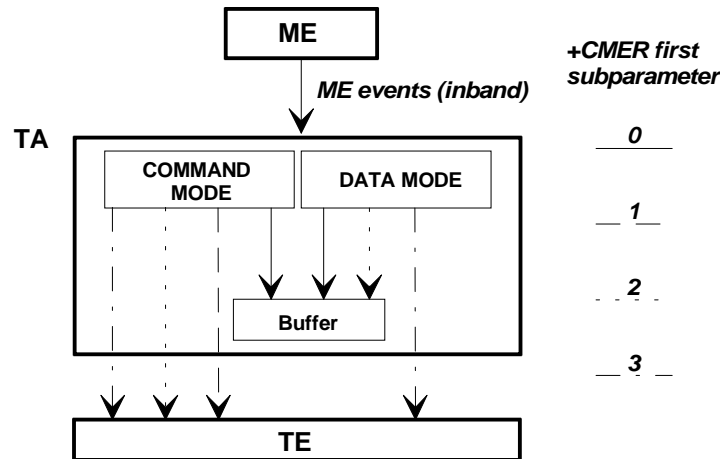 ME
+CMER first
subparameter
ME events (inband)
TA
0
COMMAND
MODE
DATA MODE
1
2
Buffer
3
TE